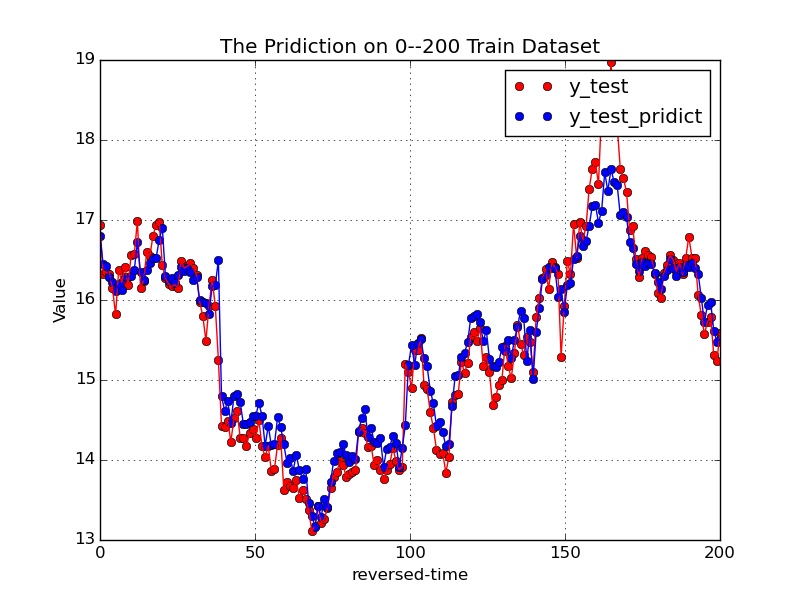 The Pridiction on 0--200 Train Dataset
y_test
y_test_pridict
19
18
17
16
15
14
13
Value
0 50 100 150 200
reversed-time